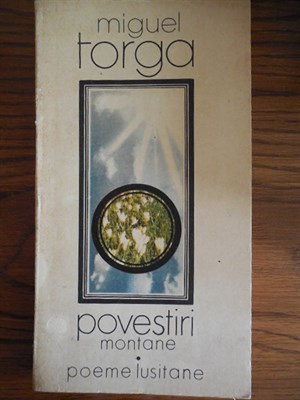 miguel
torga
povestiri
montane
•
poeme lusitane